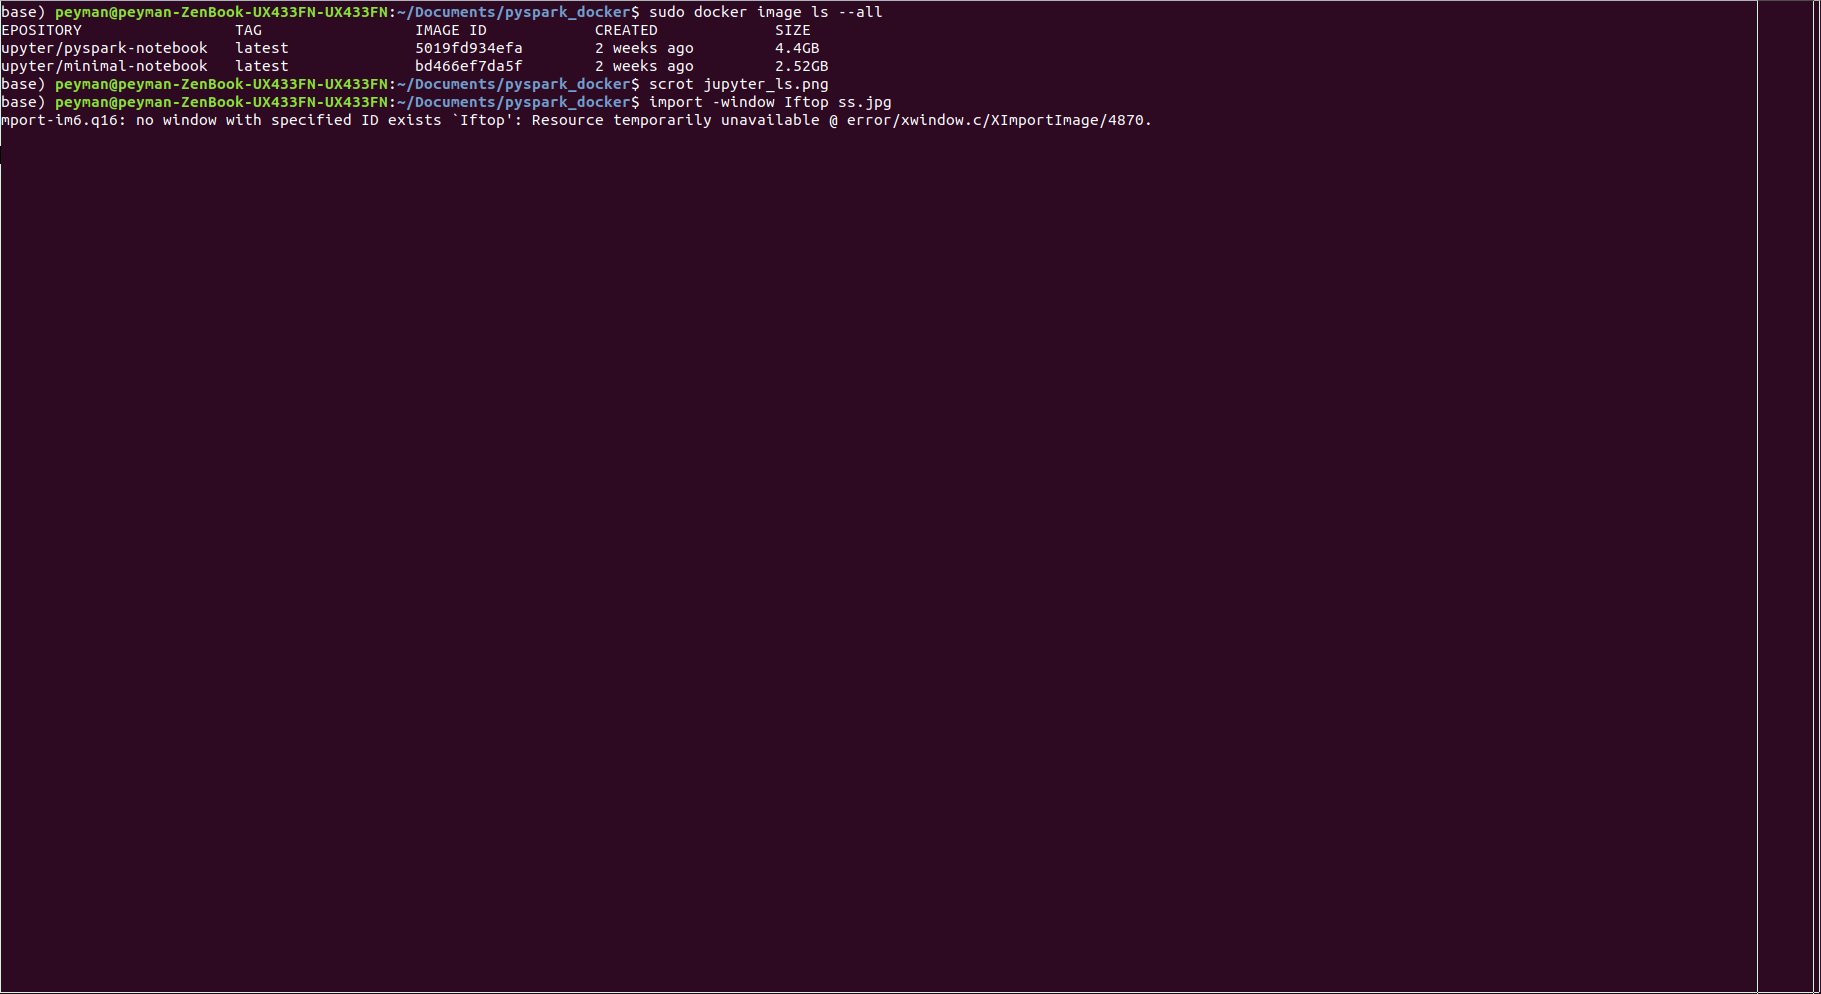 base) peyman@peyman-ZenBook-UX433FN-UX433FN:~/Documents/pyspark_docker$ sudo docker image ls --all
EPOSITORY TAG IMAGE ID CREATED SIZE
upyter/pyspark-notebook latest 5019fd934efa 2 weeks ago 4.4GB
upyter/minimal-notebook latest bd466ef7da5f 2 weeks ago 2.52GB
base) peyman@peyman-ZenBook-UX433FN-UX433FN:~/Documents/pyspark_docker$ scrot jupyter_ls.png
base) peyman@peyman-ZenBook-UX433FN-UX433FN:~/Documents/pyspark_docker$ import -window Iftop ss.jpg
mport-im6.q16: no window with specified ID exists `Iftop': Resource temporarily unavailable @ error/xwindow.c/XImportImage/4870.